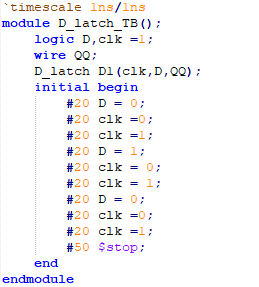 `timescale 1ns/1ns
module D_latch_TB();
logic D,clk =1;
wire QQ;
D_latch D1(clk,D,QQ);
initial begin
#20 D = 0;
#20 clk =0;
#20 clk =1;
#20 D = 1;
#20 clk = 0;
#20 clk = 1;
#20 D = 0;
#20 clk =0;
#20 clk =1;
#50 $stop;
end
endmodule